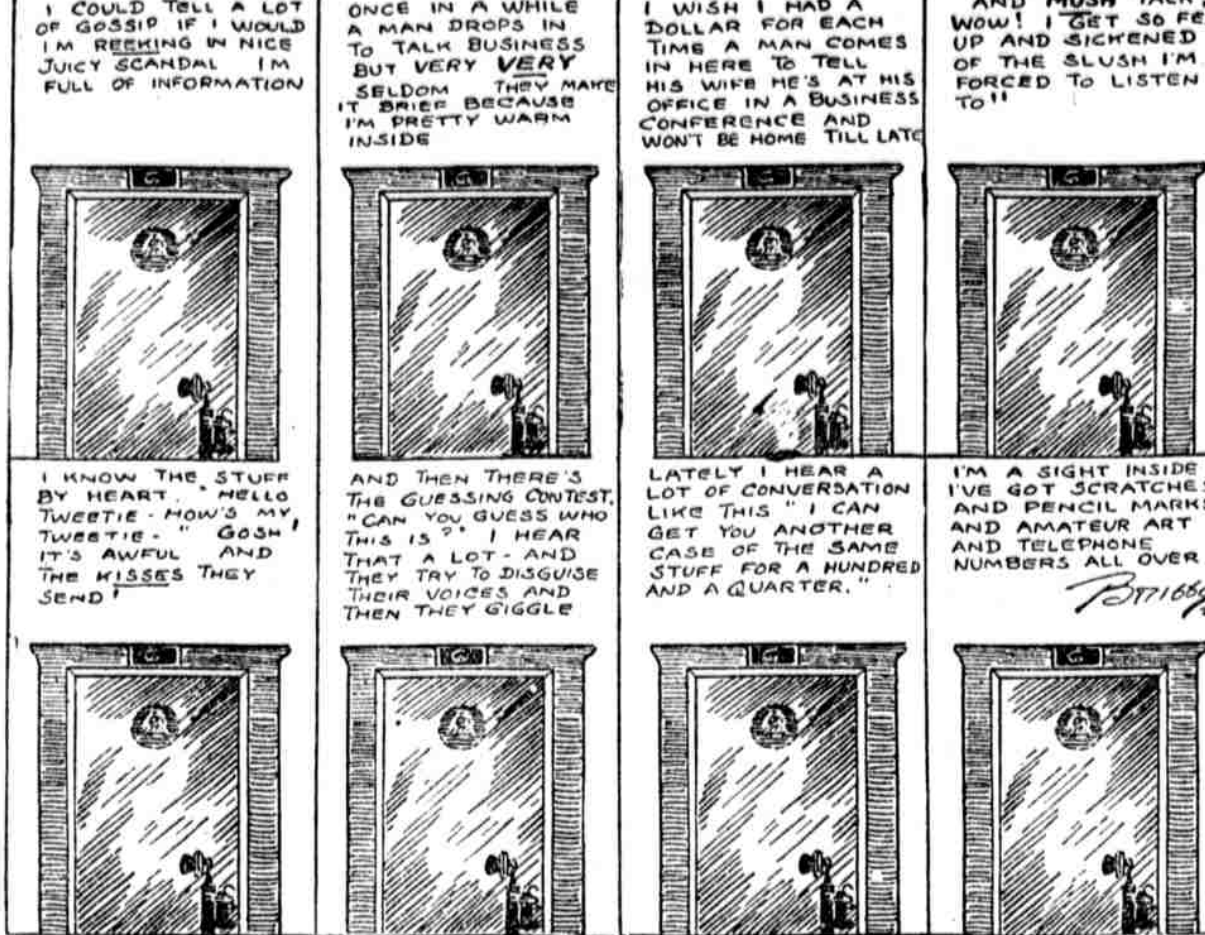 I COULD TELL A LOT
OF GOSSIP IF I WOULD
IM REEKING IN NICE
JUICY SCANDAL IM
FULL OF INFORMATION
ONCE IN A WHILE
A MAN DROPS IN
TO TALK BUSINESS
BUT VERY VERY
SELDOM THEY MAKE
IT BRIEF BECAUSE
I'M PRETTY WARM
INSIDE
I WISH I HAD A
DOLLAR FOR EACH
TIME A MAN COMES
IN HERE TO TELL
HIS WIFE HE'S AT HIS
OFFICE IN A BUSINESS
CONFERENCE AND
WON'T BE HOME TILL LATE
AND MUSH
WOW! I GET SO FE
UP AND SICKENED
OF THE SLUSH I'M
FORCED TO LISTEN
TO"
I KNOW THE STUFF
BY HEART. "HELLO
TWEETIE - HOW'S MY
TWEETIE - " GOSH!
IT'S AWFUL AND
THE KISSES THEY
SEND!
AND THEN THERE'S
THE GUESSING CONTEST.
"CAN YOU GUESS WHO
THIS IS?" I HEAR
THAT A LOT - AND
THEY TRY TO DISGUISE
THEIR VOICES AND
THEN THEY GIGGLE
LATELY I HEAR A
LOT OF CONVERSATION
LIKE THIS "I CAN
GET YOU ANOTHER
CASE OF THE SAME
STUFF FOR A HUNDRED
AND A QUARTER."
I'M A SIGHT INSIDE
I'VE GOT SCRATCHES
AND PENCIL MARKS
AND AMATEUR ART
AND TELEPHONE
NUMBERS ALL OVER